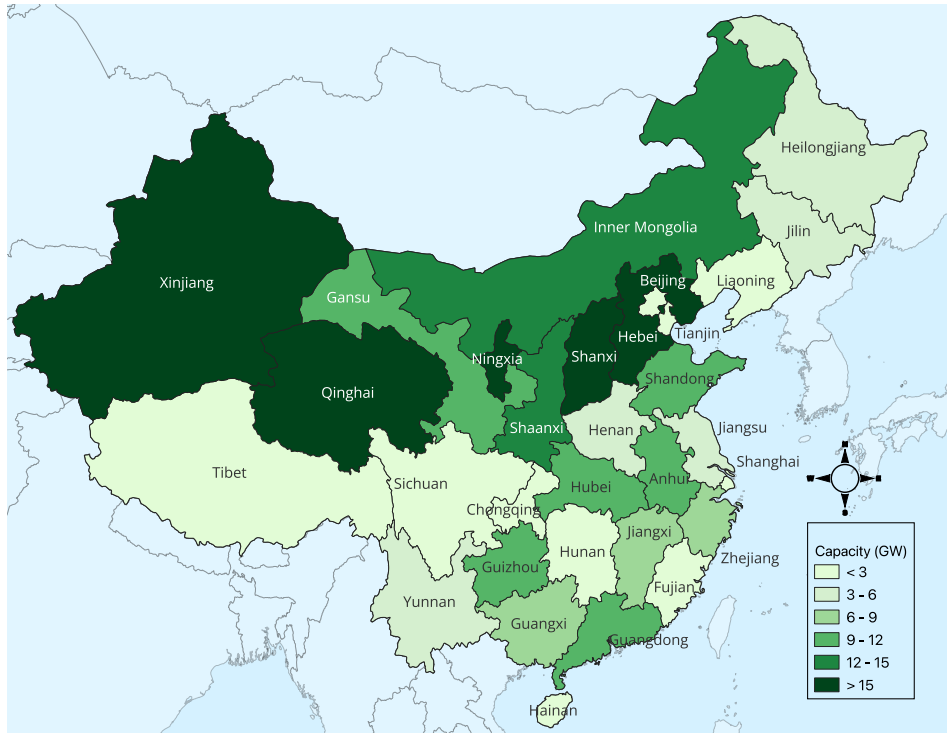 Heilongjiang
Inner Mongolia
Jilin
Xinjiang
Beijing
Liaoning
Gansu
Hebei
Tianjin
Ningxia
Shanxi
Shandong
Qinghai
Shaanxi
Henan
Jiangsu
Tibet
Shanghai
Sichuan
Anhui
Hubei
Chongqing
Jiangxi
Hunan
Zhejiang
Guizhou
Fujian
Yunnan
Guangxi
Guangdong
Hainan
Capacity (GW)
< 3
3 - 6
6 - 9
9 - 12
12 - 15
> 15